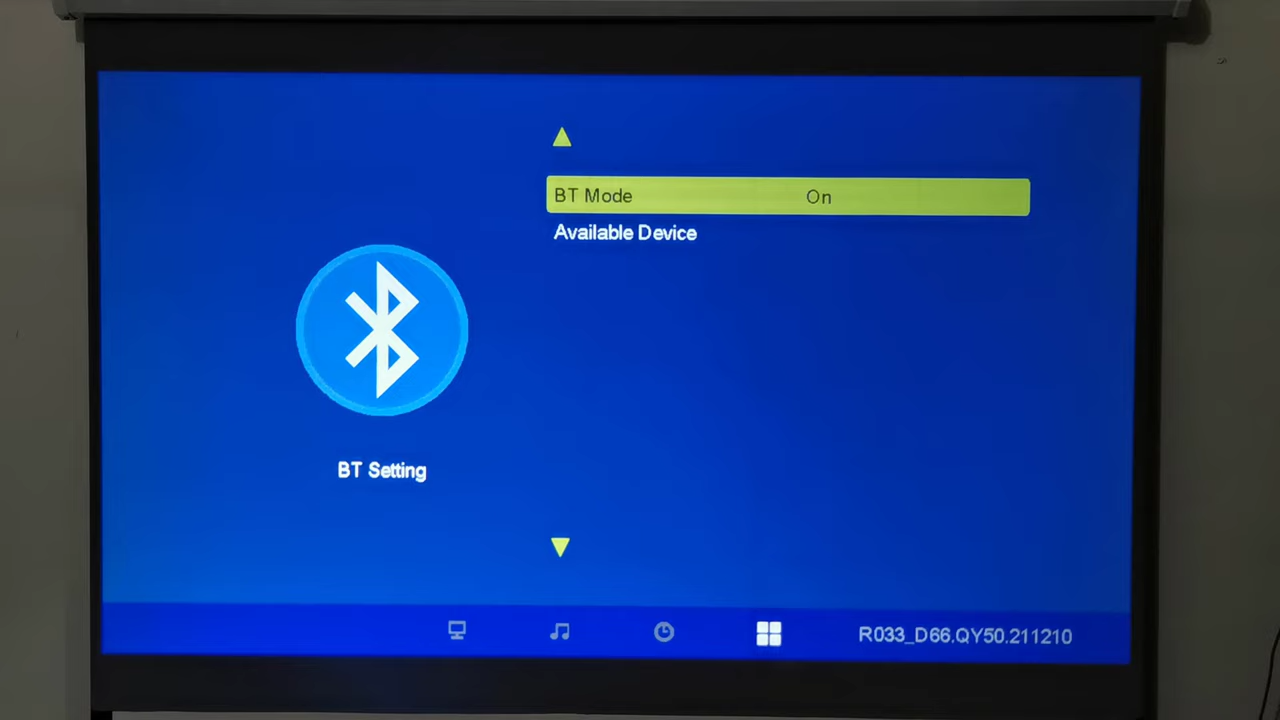 BT Mode On
Available Device
BT Setting
R033_D66.QY50.211210